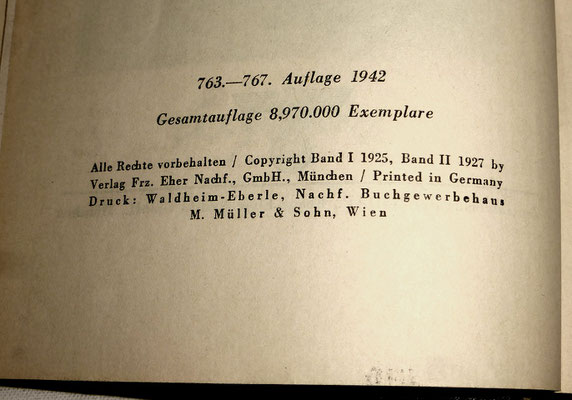 763.—767. Auflage 1942
Gesamtauflage 8,970.000 Exemplare
Alle Rechte vorbehalten / Copyright Band I 1925, Band II 1927 by
Verlag Frz. Eher Nachf., GmbH., München / Printed in Germany
Druck: Waldheim-Eberle, Nachf. Buchgewerbehaus
M. Müller & Sohn, Wien